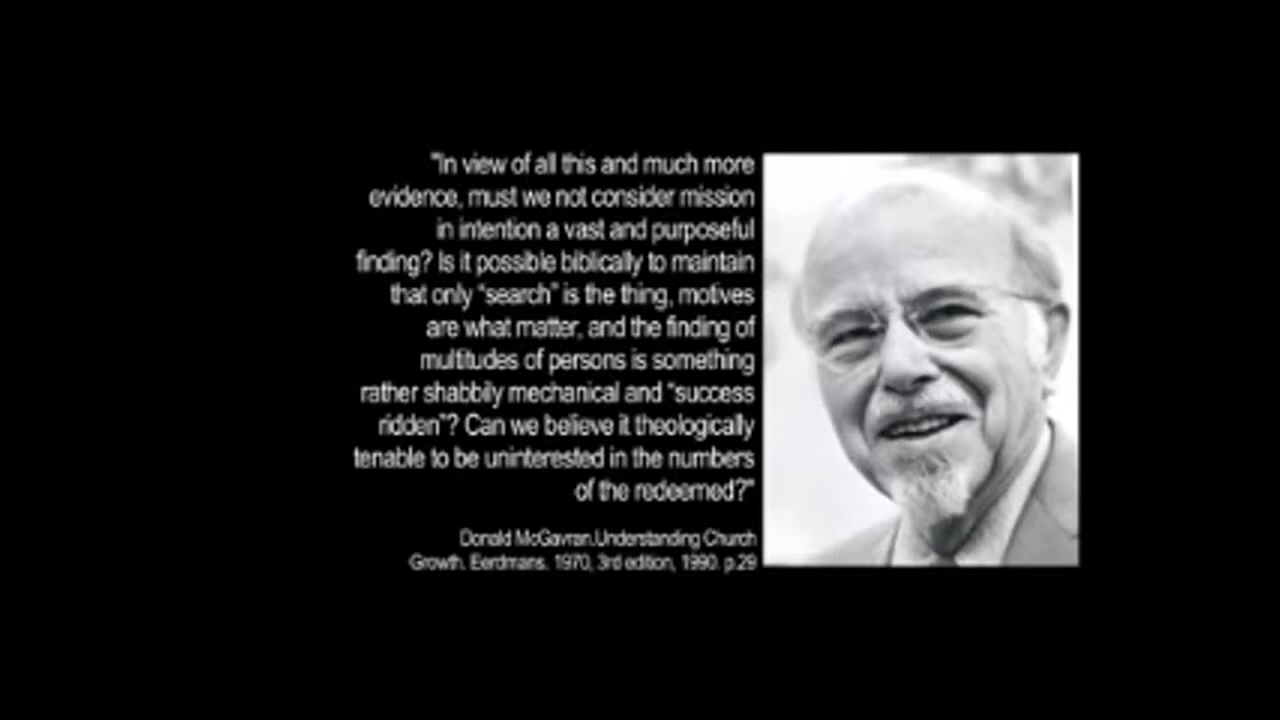 "In view of all this and much more
evidence, must we not consider mission
in intention a vast and purposeful
finding? Is it possible biblically to maintain
that only "search" is the thing, motives
are what matter, and the finding of
multitudes of persons is something
rather shabbily mechanical and "success
ridden"? Can we believe it theologically
tenable to be uninterested in the numbers
of the redeemed?"
Donald McGavran.Understanding Church
Growth. Eerdmans. 1970, 3rd edition, 1990. p.29